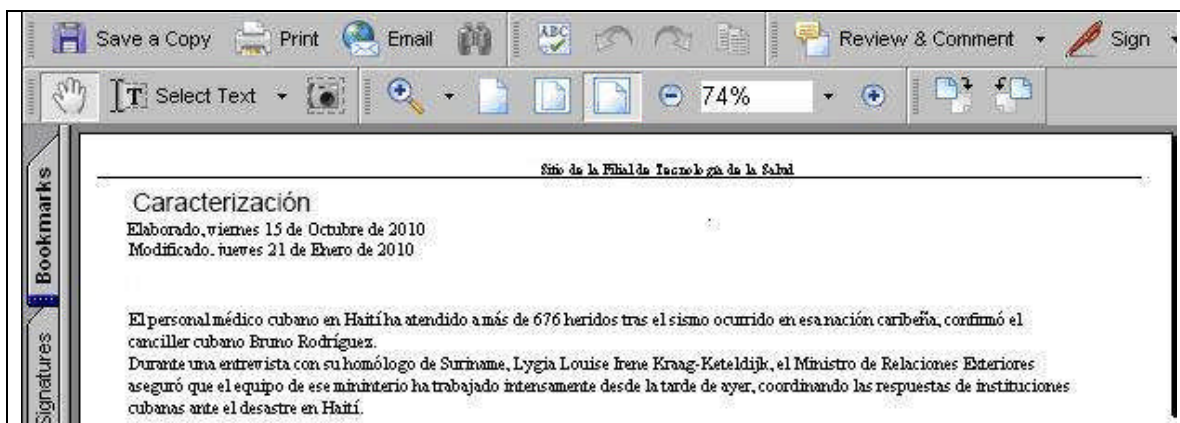 Save a Copy Print Email ABC Review & Comment Sign
Select Text 74%
Bookmarks
Signatures
Sitio de la Filial de Tecnología de la Salud
Caracterización
Elaborado, viernes 15 de Octubre de 2010
Modificado, jueves 21 de Enero de 2010
El personal médico cubano en Haití ha atendido a más de 676 heridos tras el sismo ocurrido en esa nación caribeña, confirmó el
canciller cubano Bruno Rodríguez.
Durante una entrevista con su homólogo de Suriname, Lygia Louise Irene Kraag-Keteldijk, el Ministro de Relaciones Exteriores
aseguró que el equipo de ese mininterio ha trabajado intensamente desde la tarde de ayer, coordinando las respuestas de instituciones
cubanas ante el desastre en Haití.